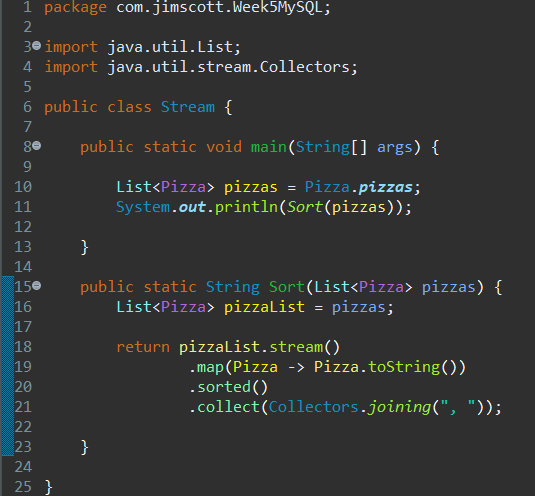 1 package com.jimscott.Week5MySQL;
2
3 import java.util.List;
4 import java.util.stream.Collectors;
5
6 public class Stream {
7
8     public static void main(String[] args) {
9
10         List<Pizza> pizzas = Pizza.pizzas;
11         System.out.println(Sort(pizzas));
12
13     }
14
15     public static String Sort(List<Pizza> pizzas) {
16         List<Pizza> pizzaList = pizzas;
17
18         return pizzaList.stream()
19                 .map(Pizza -> Pizza.toString())
20                 .sorted()
21                 .collect(Collectors.joining(", "));
22
23     }
24
25 }